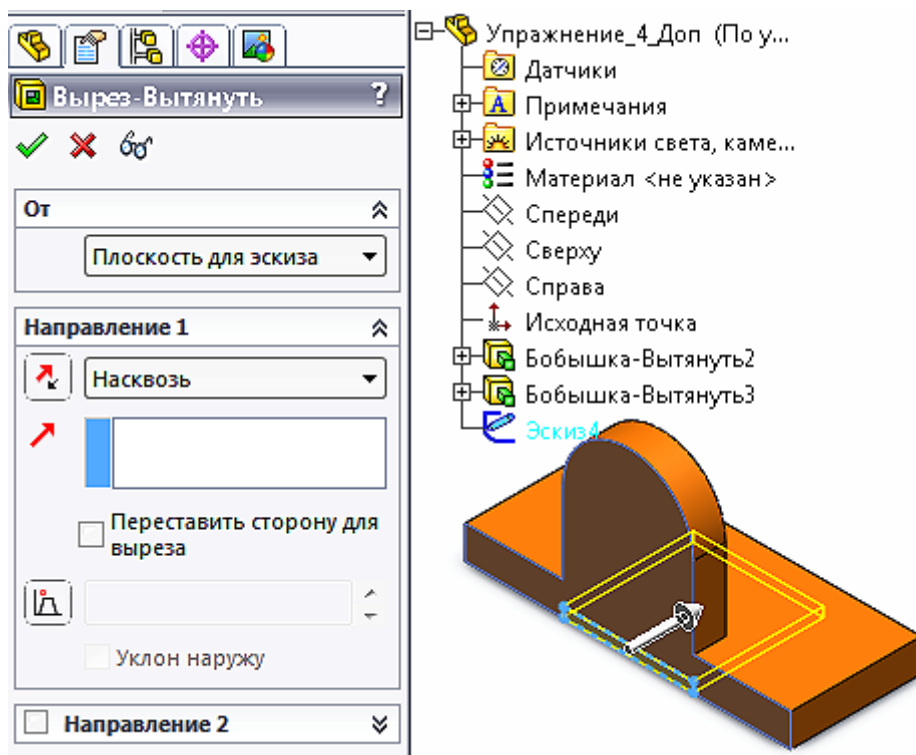 Вырез-Вытянуть ?
От
Плоскость для эскиза
Направление 1
Насквозь
Переставить сторону для
выреза
Уклон наружу
Направление 2
Упражнение_4_Доп (По у...
Датчики
A Примечания
Источники света, каме...
Материал <не указан>
Спереди
Сверху
Справа
Исходная точка
Бобышка-Вытянуть2
Бобышка-Вытянуть3
Эскиз4